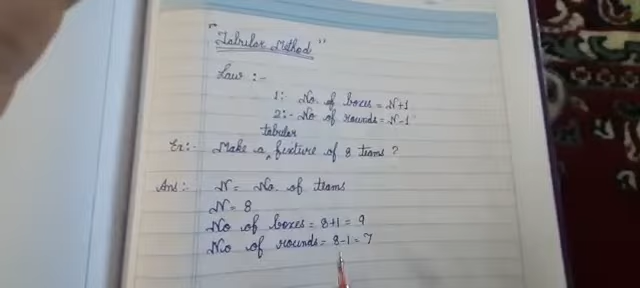 "Tabular Method"
Law :-
1:- No. of boxes = N+1
2:- No of rounds = N-1
tabular
Ex:- Make a, fixture of 8 teams ?
Ans:- N = No. of teams
N = 8
No of boxes = 8+1 = 9
No of rounds = 8-1 = 7